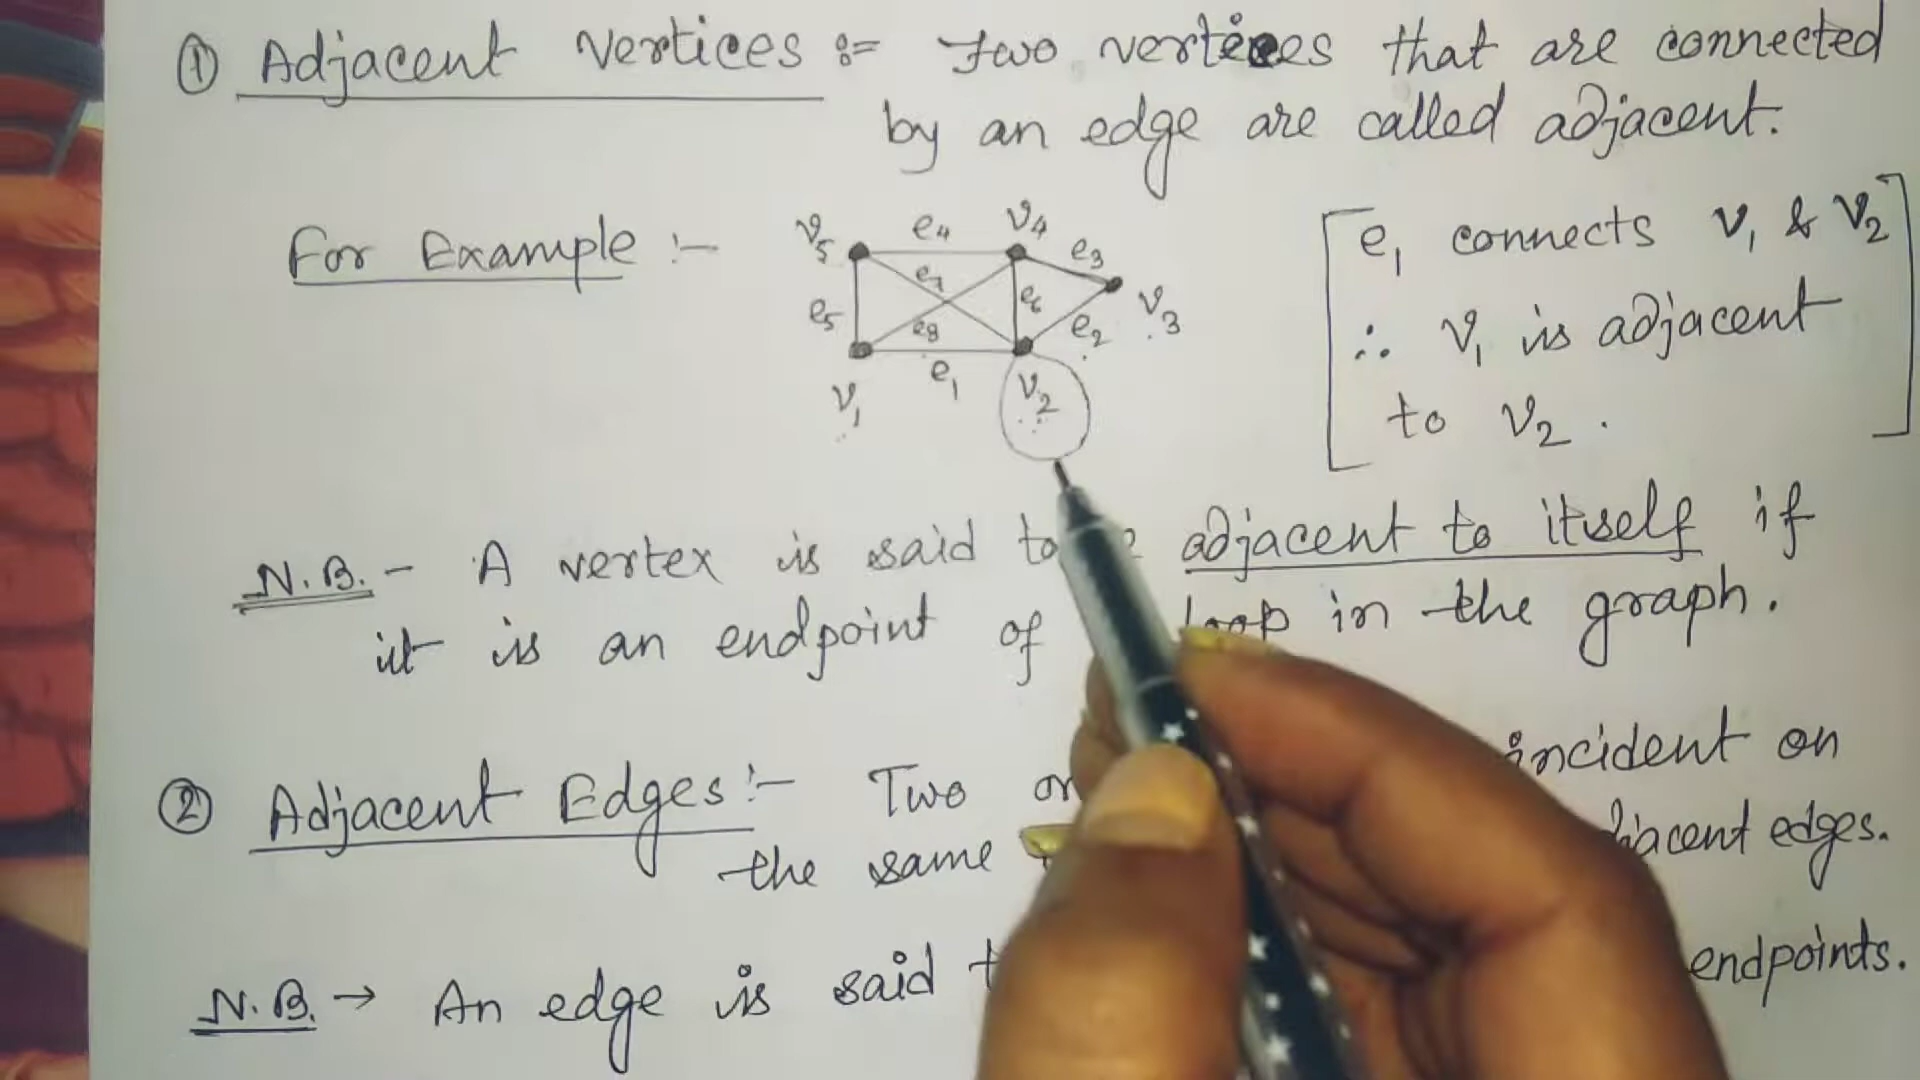 ① Adjacent Vertices := Two vertices that are connected
by an edge are called adjacent.
For Example :-
v5 e4 v4 e3
e7
e5 e6 v3
e8 e2
v1 e1 v2
e1 connects v1 & v2
∴ v1 is adjacent
to v2 .
N.B. - A vertex is said to adjacent to itself if
it is an endpoint of loop in the graph.
② Adjacent Edges :- Two incident on
the same edges.
N.B. → An edge is said endpoints.